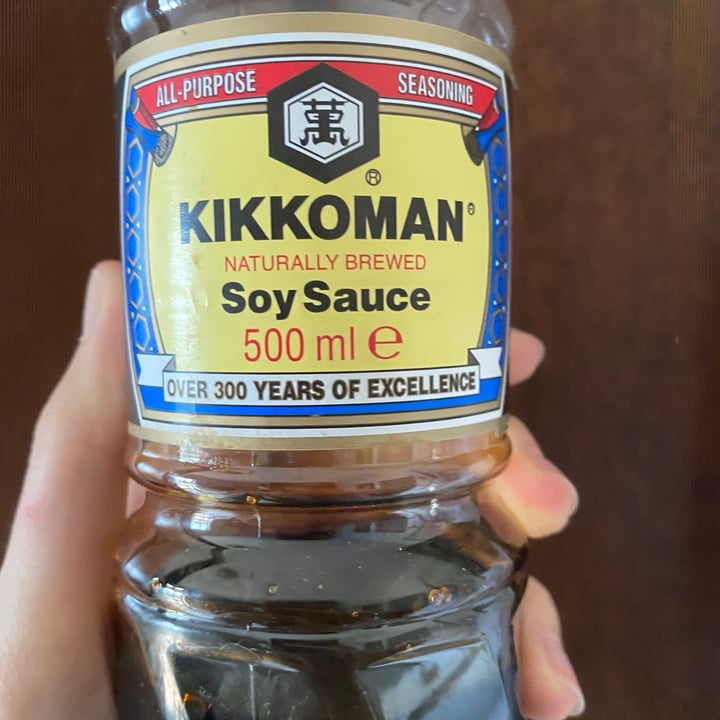 ALL-PURPOSE SEASONING
萬
®
KIKKOMAN®
NATURALLY BREWED
Soy Sauce
500 ml ℮
OVER 300 YEARS OF EXCELLENCE